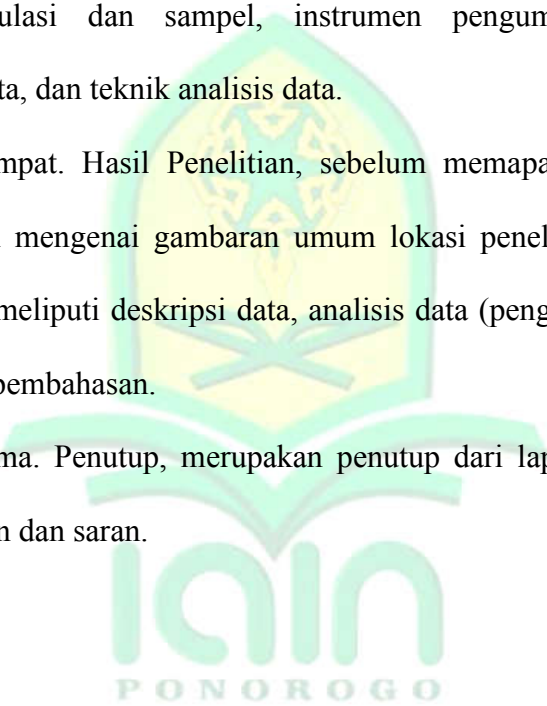 ulasi dan sampel, instrumen pengum
ta, dan teknik analisis data.
mpat. Hasil Penelitian, sebelum memapa
mengenai gambaran umum lokasi penel
meliputi deskripsi data, analisis data (peng
pembahasan.
ma. Penutup, merupakan penutup dari lap
n dan saran.
iain
PONOROGO